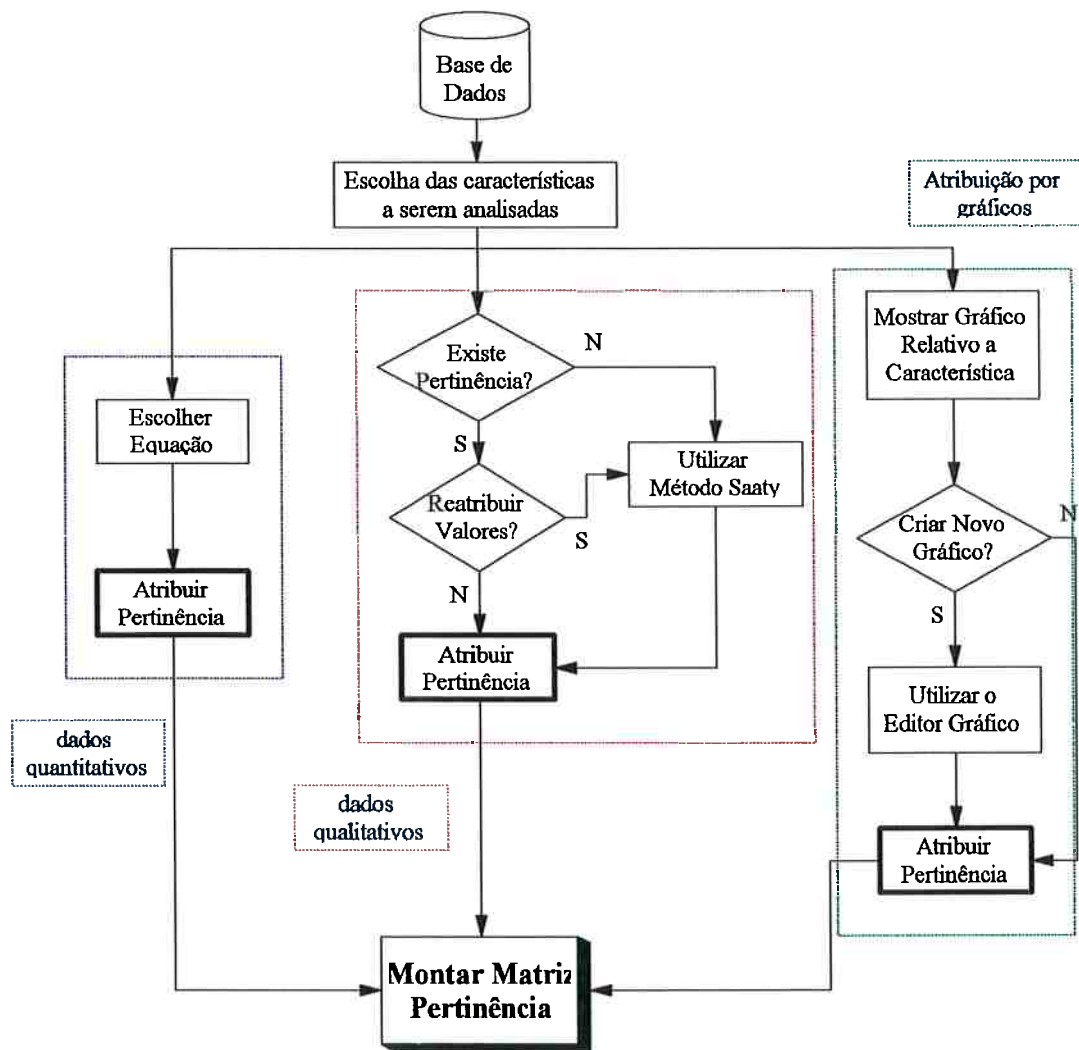 Base de
Dados
Escolha das características
a serem analisadas
Atribuição por
gráficos
Existe
Pertinência?
N
S
Reatribuir
Valores?
S
N
Utilizar
Método Saaty
Atribuir
Pertinência
Escolher
Equação
Atribuir
Pertinência
Mostrar Gráfico
Relativo a
Característica
Criar Novo
Gráfico?
N
S
Utilizar o
Editor Gráfico
Atribuir
Pertinência
dados
quantitativos
dados
qualitativos
Montar Matriz
Pertinência